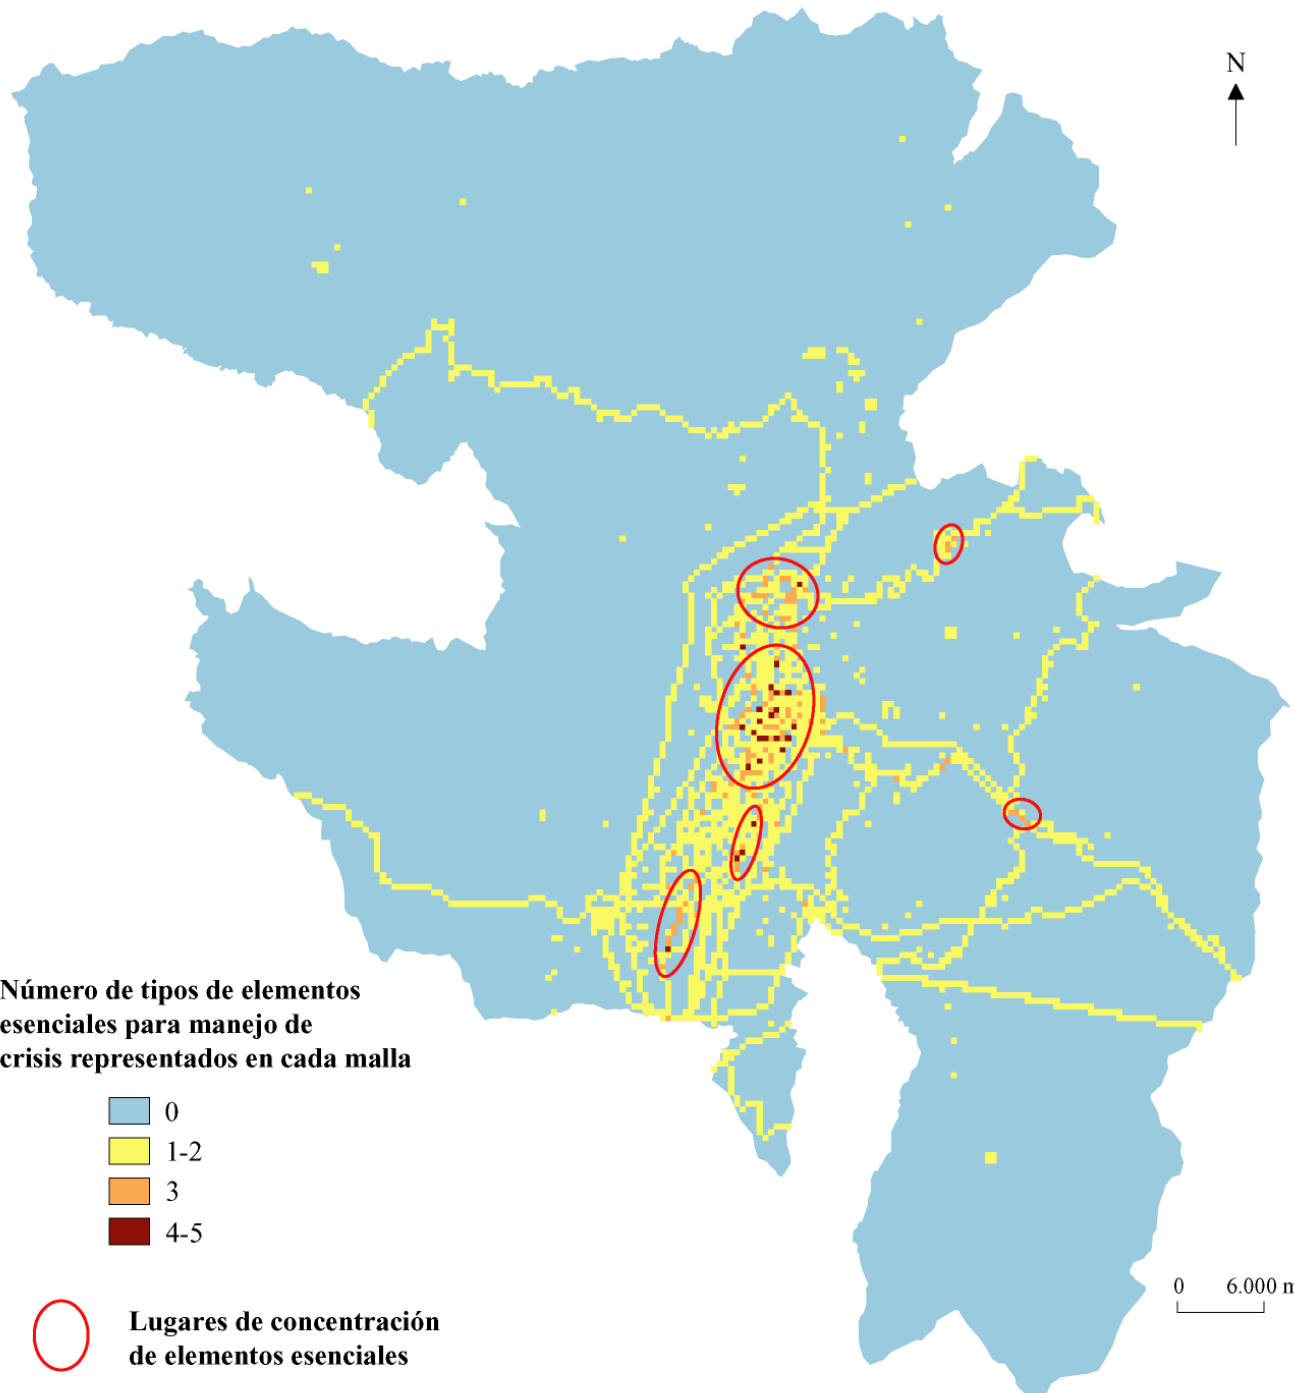 N
Número de tipos de elementos
esenciales para manejo de
crisis representados en cada malla
0
1-2
3
4-5
Lugares de concentración
de elementos esenciales
0 6.000 m